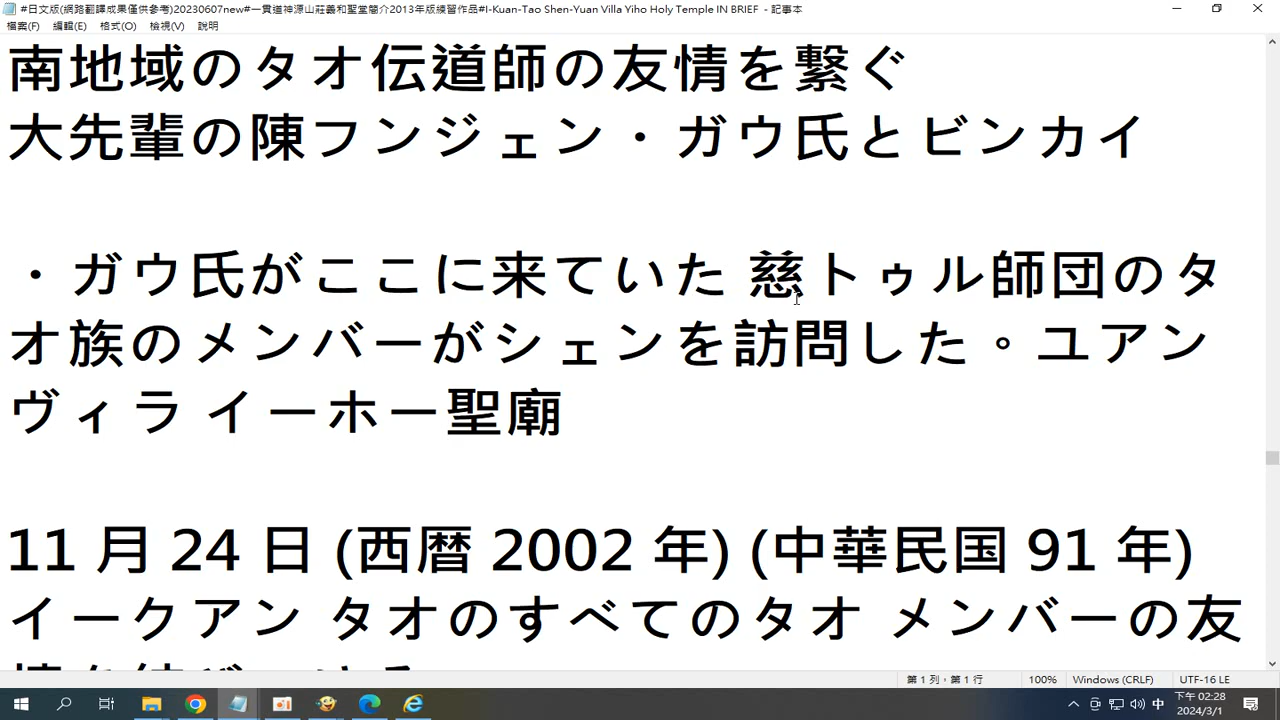 #日文版(網路翻譯成果僅供參考)20230607new#一貫道神源山莊義和聖堂簡介2013年版練習作品#I-Kuan-Tao Shen-Yuan Villa Yiho Holy Temple IN BRIEF - 記事本
檔案(F) 編輯(E) 格式(O) 檢視(V) 說明
南地域のタオ伝道師の友情を繋ぐ
大先輩の陳フンジェン・ガウ氏とビンカイ
・ガウ氏がここに来ていた 慈トゥル師団のタ
オ族のメンバーがシェンを訪問した。ユアン
ヴィラ イーホー聖廟
11 月 24 日 (西暦 2002 年) (中華民国 91 年)
イークアン タオのすべてのタオ メンバーの友
第 1 列，第 1 行 100% Windows (CRLF) UTF-16 LE
中 下午 02:28
2024/3/1